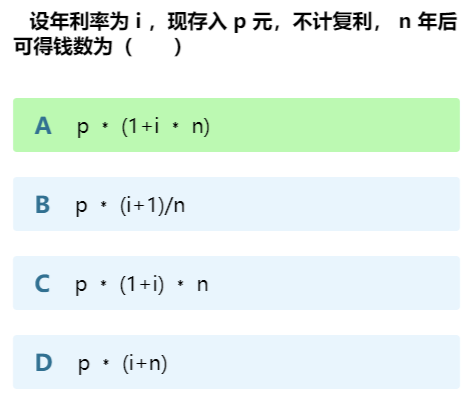 设年利率为 i ，现存入 p 元，不计复利， n 年后
可得钱数为（ ）
A p * (1+i * n)
B p * (i+1)/n
C p * (1+i) * n
D p * (i+n)